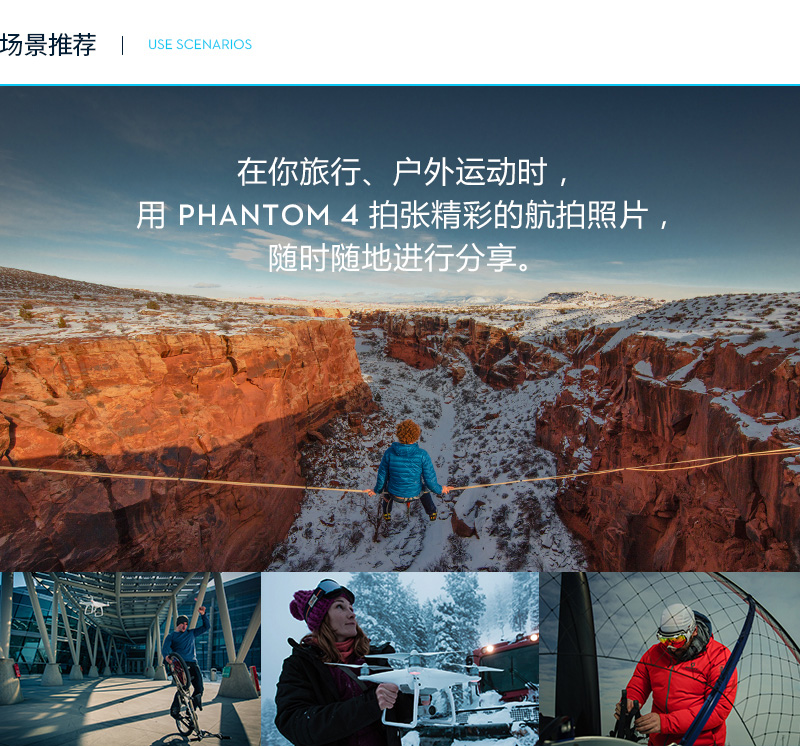 场景推荐 | USE SCENARIOS
在你旅行、户外运动时，
用 PHANTOM 4 拍张精彩的航拍照片，
随时随地进行分享。